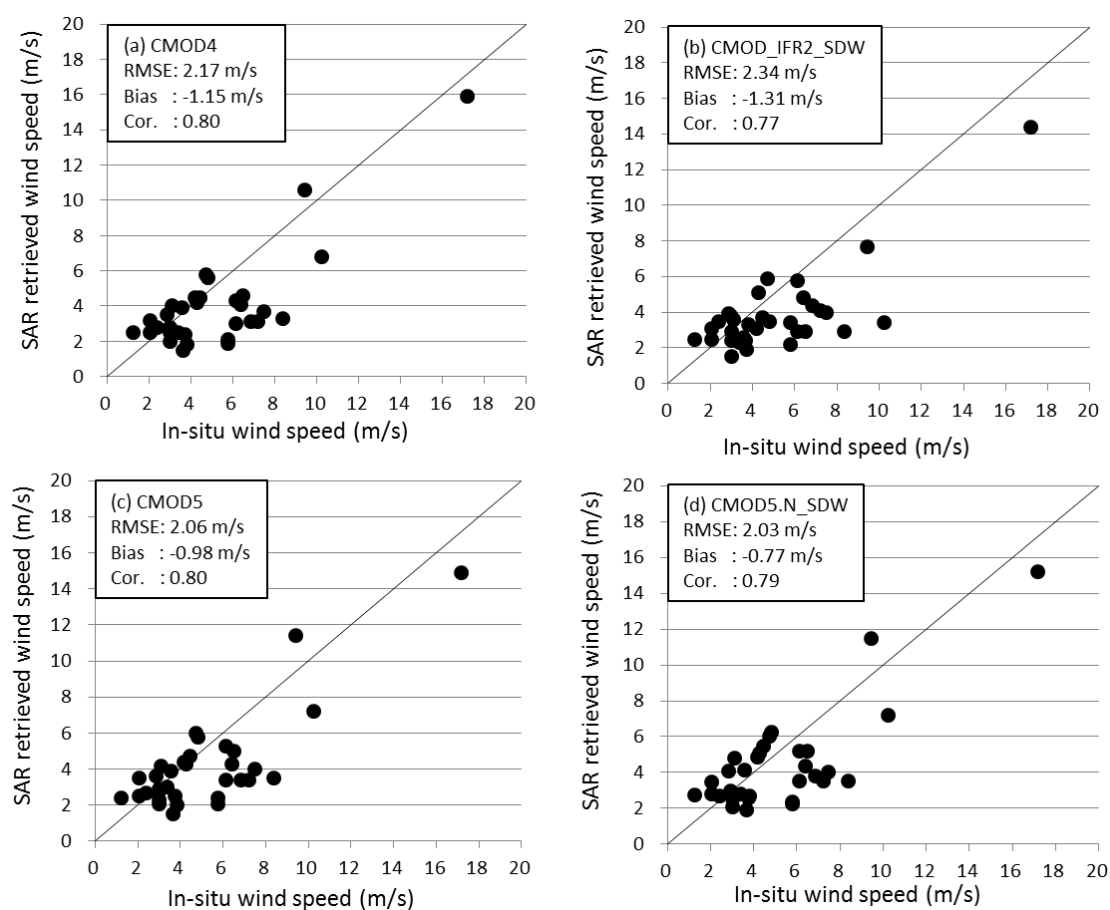 (a) CMOD4
RMSE: 2.17 m/s
Bias : -1.15 m/s
Cor. : 0.80
SAR retrieved wind speed (m/s)
20
18
16
14
12
10
8
6
4
2
0
0 2 4 6 8 10 12 14 16 18 20
In-situ wind speed (m/s)
(b) CMOD_IFR2_SDW
RMSE: 2.34 m/s
Bias : -1.31 m/s
Cor. : 0.77
SAR retrieved wind speed (m/s)
20
18
16
14
12
10
8
6
4
2
0
0 2 4 6 8 10 12 14 16 18 20
In-situ wind speed (m/s)
(c) CMOD5
RMSE: 2.06 m/s
Bias : -0.98 m/s
Cor. : 0.80
SAR retrieved wind speed (m/s)
20
18
16
14
12
10
8
6
4
2
0
0 2 4 6 8 10 12 14 16 18 20
In-situ wind speed (m/s)
(d) CMOD5.N_SDW
RMSE: 2.03 m/s
Bias : -0.77 m/s
Cor. : 0.79
SAR retrieved wind speed (m/s)
20
18
16
14
12
10
8
6
4
2
0
0 2 4 6 8 10 12 14 16 18 20
In-situ wind speed (m/s)